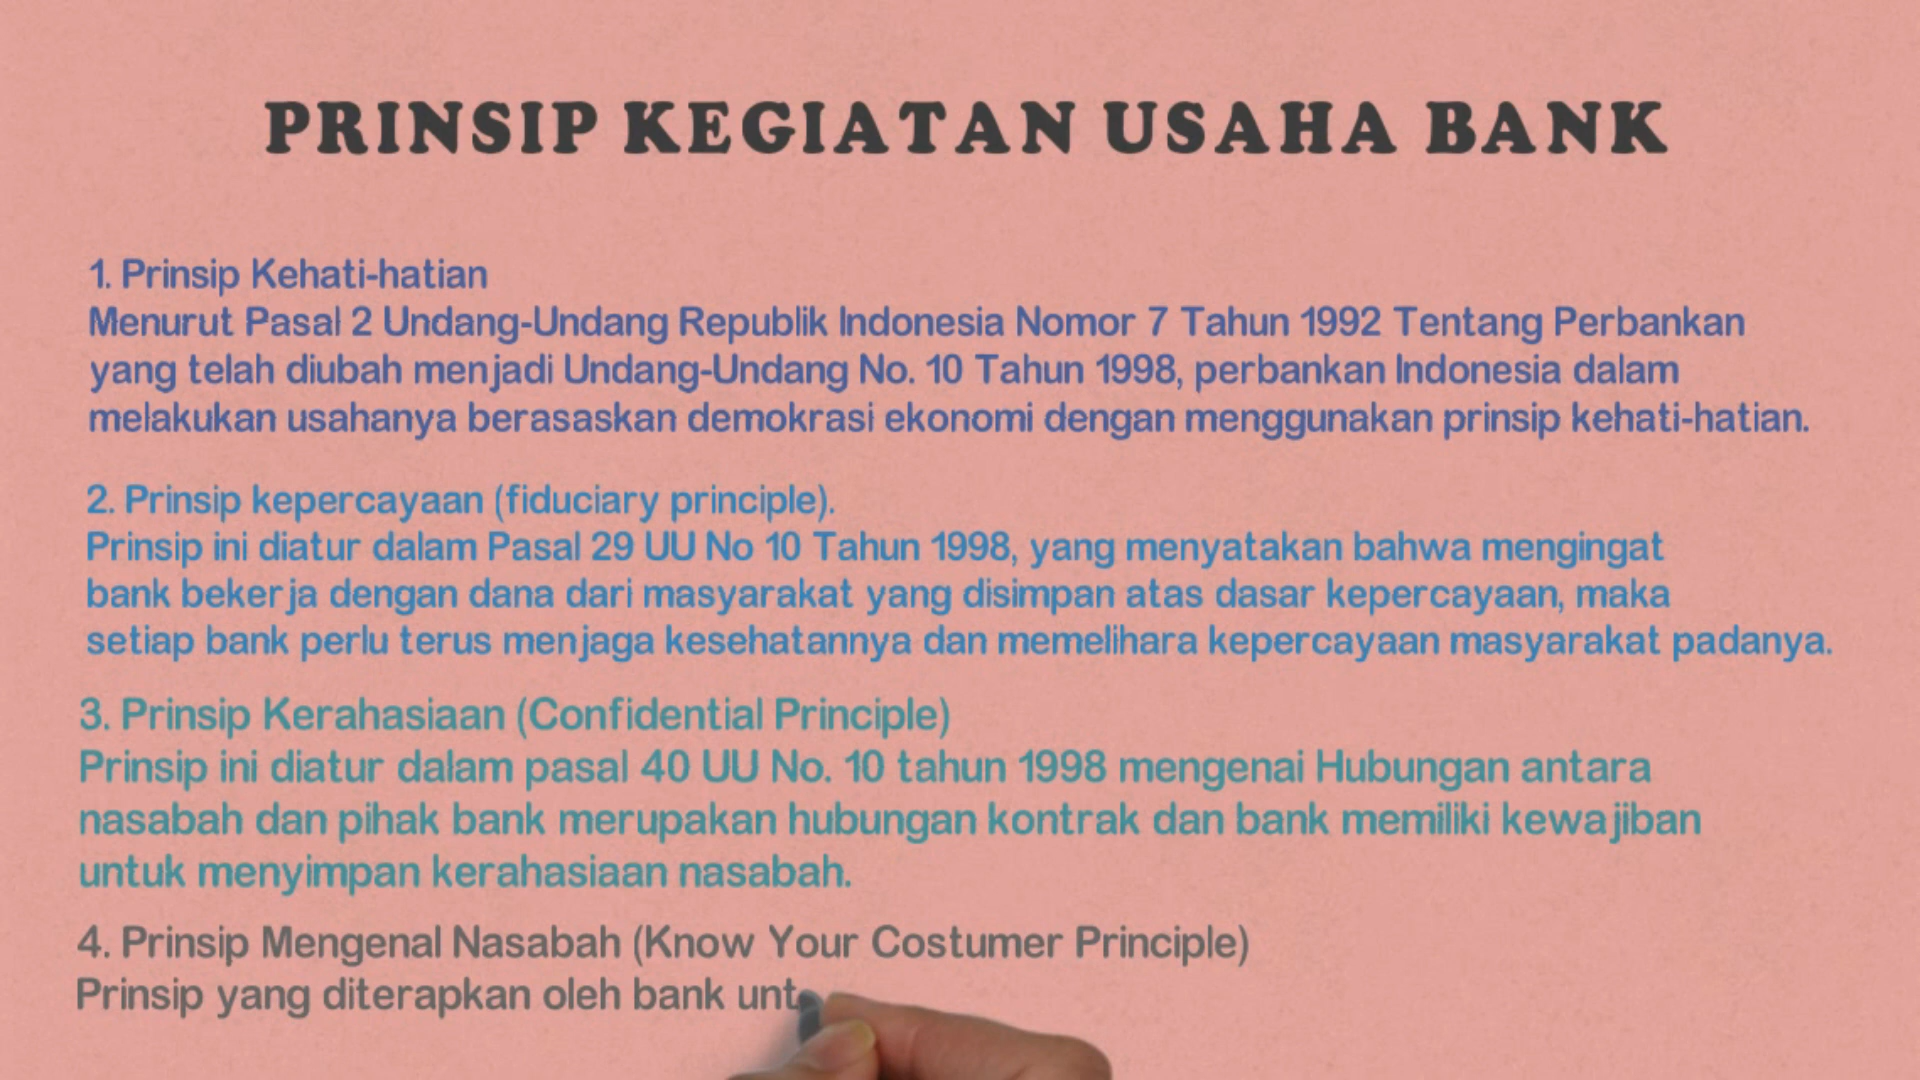 PRINSIP KEGIATAN USAHA BANK
1. Prinsip Kehati-hatian
Menurut Pasal 2 Undang-Undang Republik Indonesia Nomor 7 Tahun 1992 Tentang Perbankan
yang telah diubah menjadi Undang-Undang No. 10 Tahun 1998, perbankan Indonesia dalam
melakukan usahanya berasaskan demokrasi ekonomi dengan menggunakan prinsip kehati-hatian.
2. Prinsip kepercayaan (fiduciary principle).
Prinsip ini diatur dalam Pasal 29 UU No 10 Tahun 1998, yang menyatakan bahwa mengingat
bank bekerja dengan dana dari masyarakat yang disimpan atas dasar kepercayaan, maka
setiap bank perlu terus menjaga kesehatannya dan memelihara kepercayaan masyarakat padanya.
3. Prinsip Kerahasiaan (Confidential Principle)
Prinsip ini diatur dalam pasal 40 UU No. 10 tahun 1998 mengenai Hubungan antara
nasabah dan pihak bank merupakan hubungan kontrak dan bank memiliki kewajiban
untuk menyimpan kerahasiaan nasabah.
4. Prinsip Mengenal Nasabah (Know Your Costumer Principle)
Prinsip yang diterapkan oleh bank unt